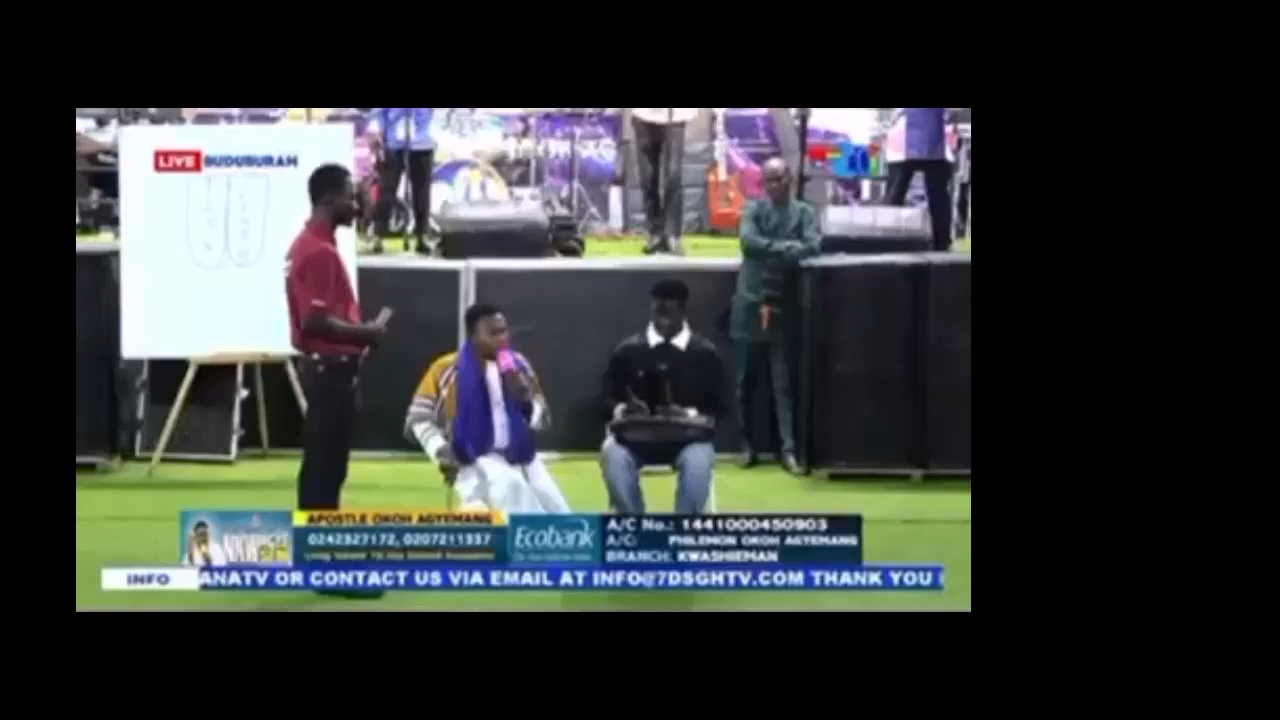 LIVE BUDUBURAH
APOSTLE OKOH AGYEMANG
0242327172, 0207211337
Ecobank
A/C No.: 1441000450903
A/C: PHILEMON OKOH AGYEMANG
BRANCH: KWASHIEMAN
INFO ANATV OR CONTACT US VIA EMAIL AT INFO@7DSGHTV.COM THANK YOU